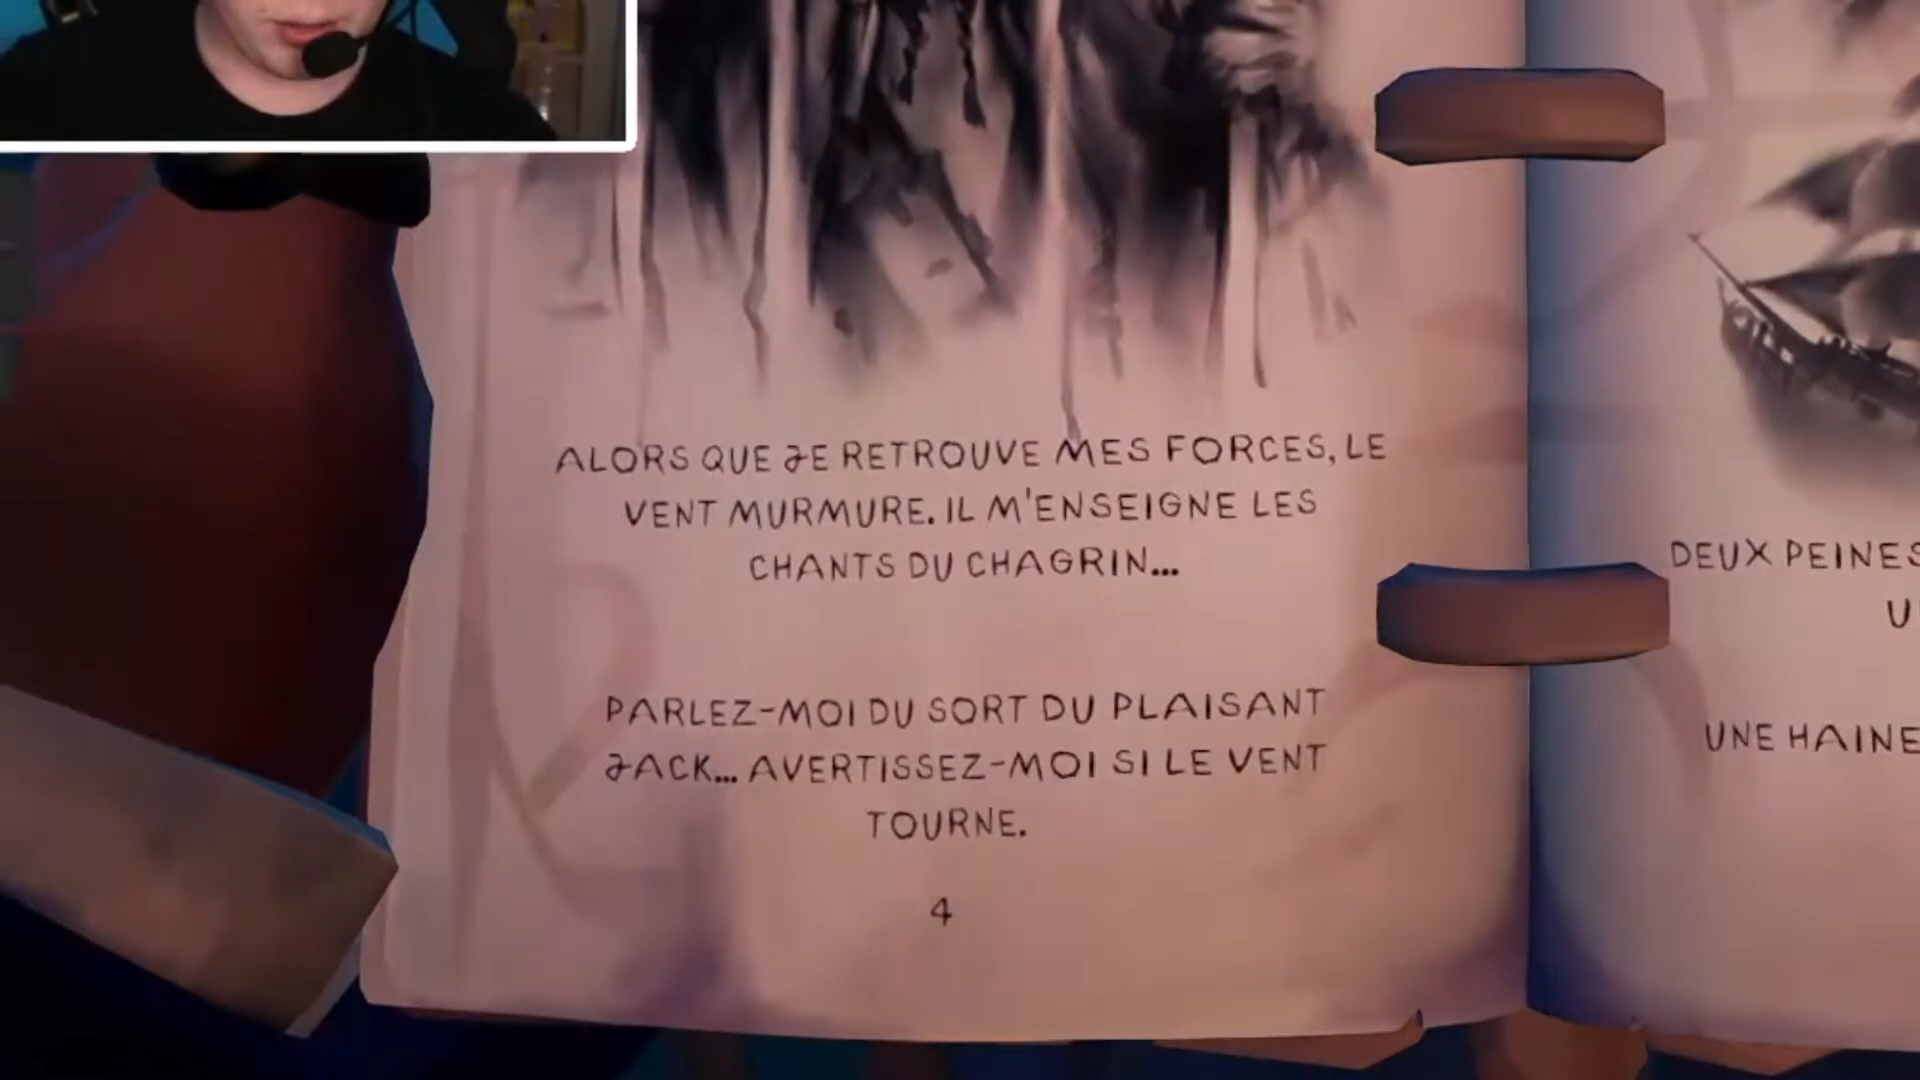 ALORS QUE JE RETROUVE MES FORCES, LE
VENT MURMURE. IL M'ENSEIGNE LES
CHANTS DU CHAGRIN...
PARLEZ-MOI DU SORT DU PLAISANT
JACK... AVERTISSEZ-MOI SI LE VENT
TOURNE.
4
DEUX PEINES
U
UNE HAINE